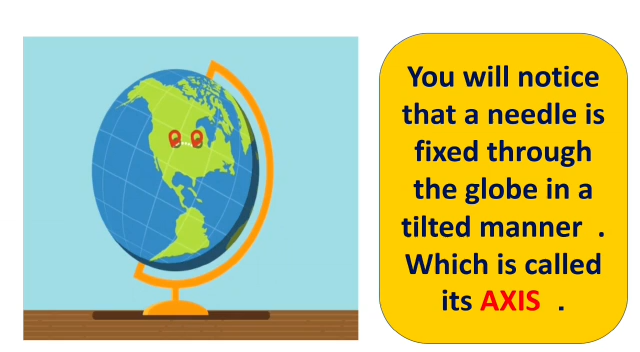 You will notice
that a needle is
fixed through
the globe in a
tilted manner  .
Which is called
its AXIS  .